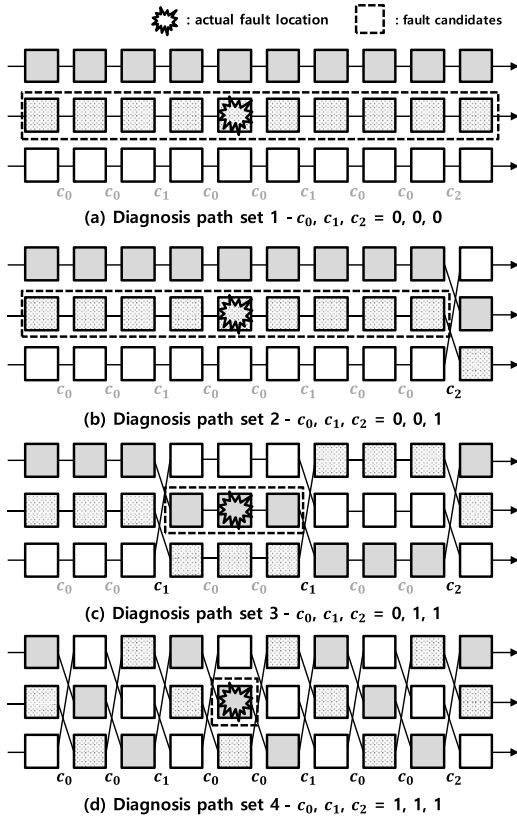 : actual fault location : fault candidates
c₀ c₀ c₁ c₀ c₀ c₁ c₀ c₀ c₂
(a) Diagnosis path set 1 - c₀, c₁, c₂ = 0, 0, 0
c₀ c₀ c₁ c₀ c₀ c₁ c₀ c₀ c₂
(b) Diagnosis path set 2 - c₀, c₁, c₂ = 0, 0, 1
c₀ c₀ c₁ c₀ c₀ c₁ c₀ c₀ c₂
(c) Diagnosis path set 3 - c₀, c₁, c₂ = 0, 1, 1
c₀ c₀ c₁ c₀ c₀ c₁ c₀ c₀ c₂
(d) Diagnosis path set 4 - c₀, c₁, c₂ = 1, 1, 1